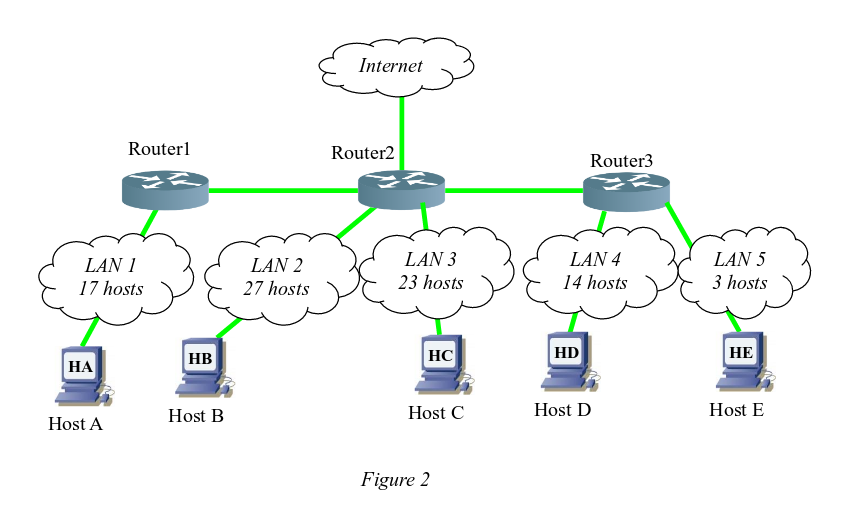 Internet
Router1
Router2
Router3
LAN 1
17 hosts
LAN 2
27 hosts
LAN 3
23 hosts
LAN 4
14 hosts
LAN 5
3 hosts
HA
HB
HC
HD
HE
Host A
Host B
Host C
Host D
Host E
Figure 2